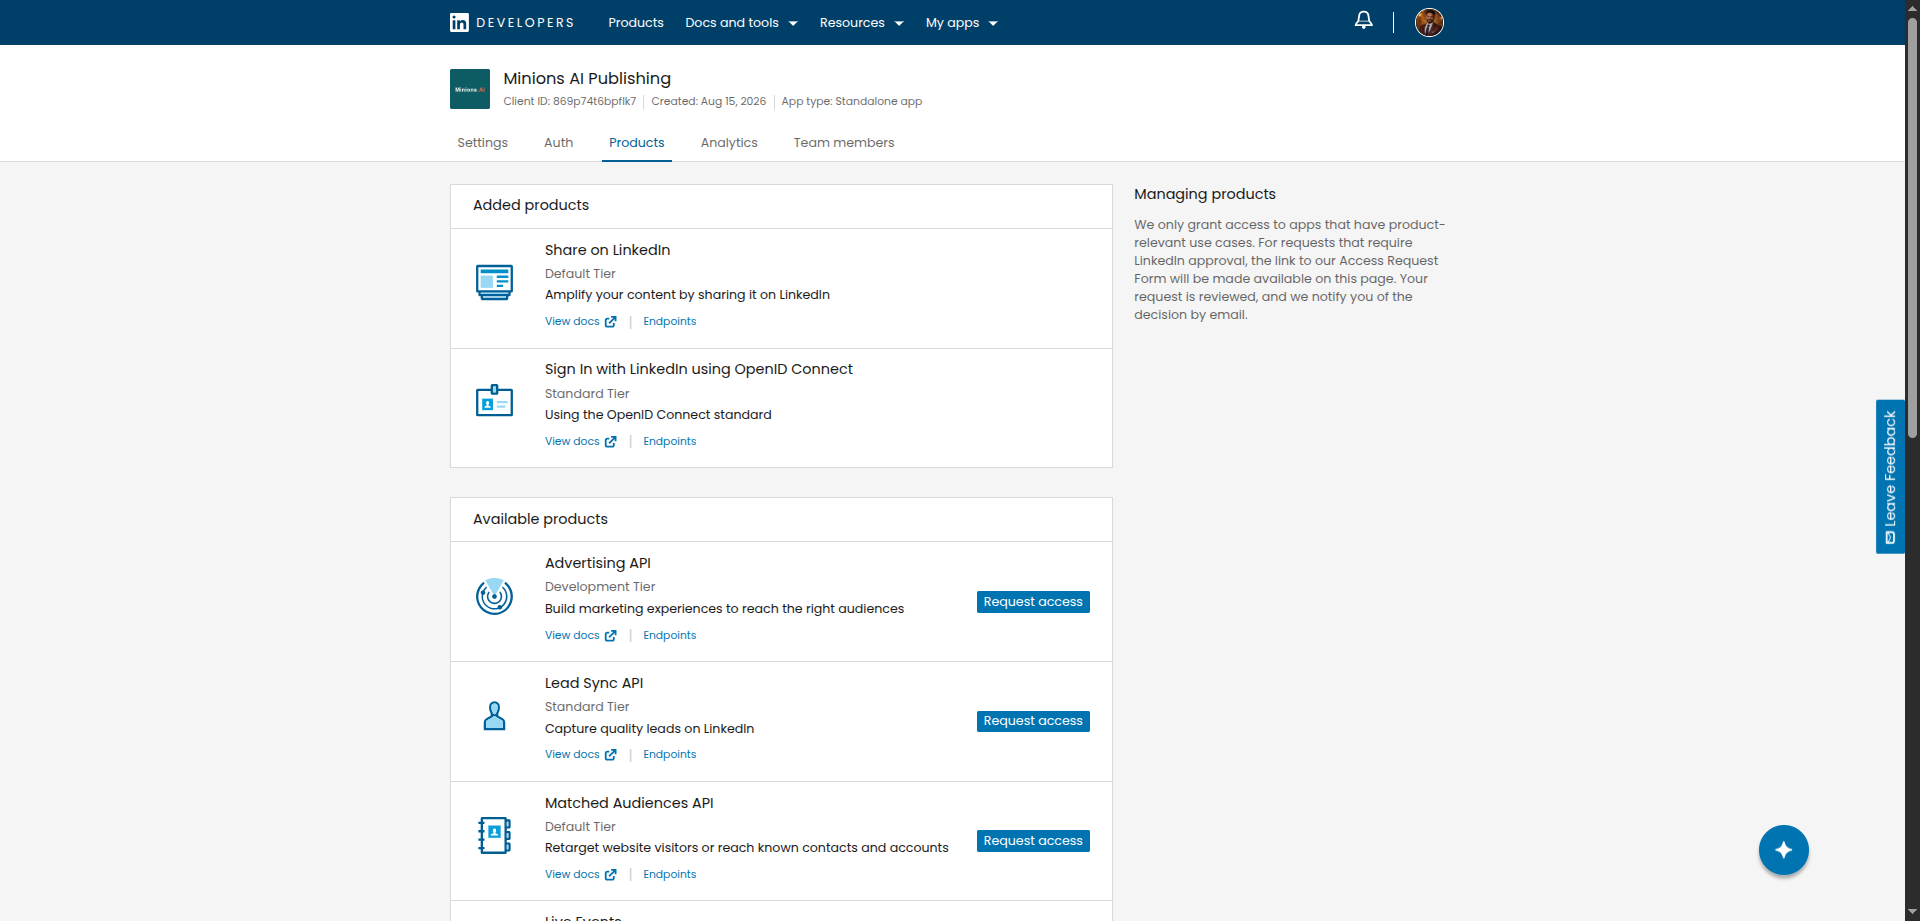 in DEVELOPERS Products Docs and tools Resources My apps
Minions AI
Minions AI Publishing
Client ID: 869p74t6bpflk7 Created: Aug 15, 2026 App type: Standalone app
Settings Auth Products Analytics Team members
Added products
Share on LinkedIn
Default Tier
Amplify your content by sharing it on LinkedIn
View docs | Endpoints
Sign In with LinkedIn using OpenID Connect
Standard Tier
Using the OpenID Connect standard
View docs | Endpoints
Available products
Advertising API
Development Tier
Build marketing experiences to reach the right audiences
View docs | Endpoints
Request access
Lead Sync API
Standard Tier
Capture quality leads on LinkedIn
View docs | Endpoints
Request access
Matched Audiences API
Default Tier
Retarget website visitors or reach known contacts and accounts
View docs | Endpoints
Request access
Live Events
Managing products
We only grant access to apps that have product-
relevant use cases. For requests that require
LinkedIn approval, the link to our Access Request
Form will be made available on this page. Your
request is reviewed, and we notify you of the
decision by email.
Leave Feedback